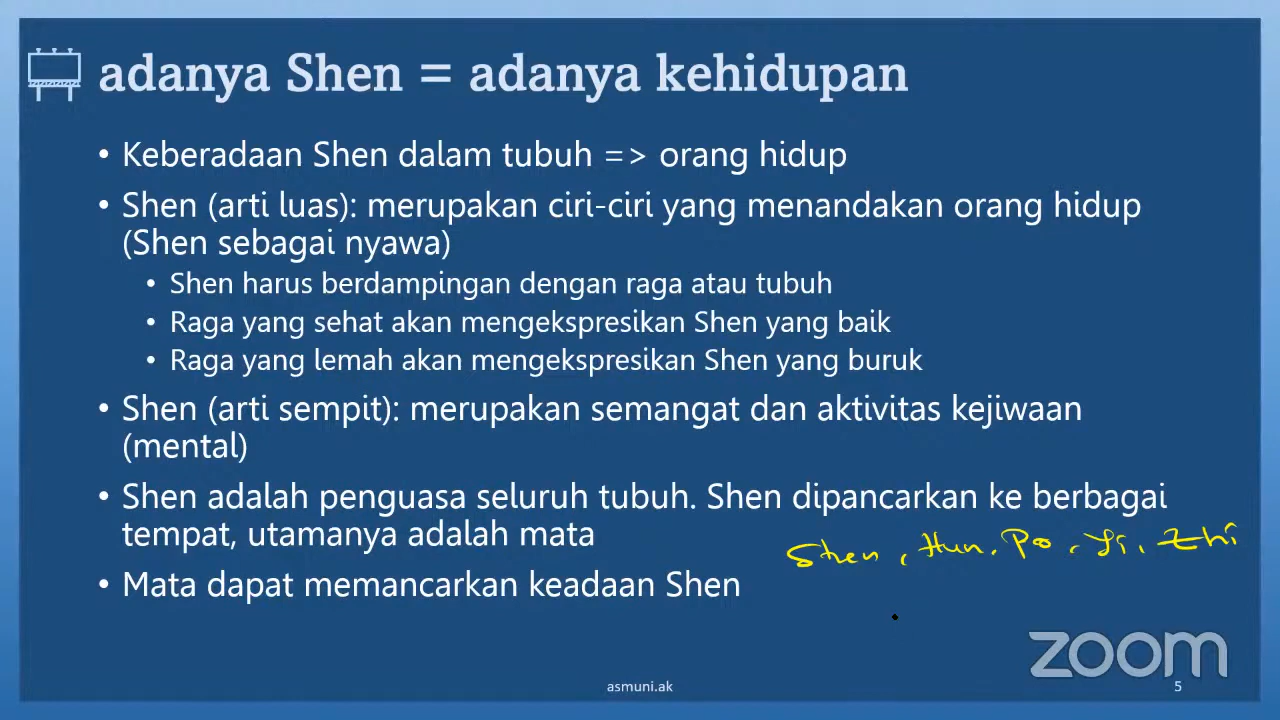 adanya Shen = adanya kehidupan
• Keberadaan Shen dalam tubuh => orang hidup
• Shen (arti luas): merupakan ciri-ciri yang menandakan orang hidup
(Shen sebagai nyawa)
• Shen harus berdampingan dengan raga atau tubuh
• Raga yang sehat akan mengekspresikan Shen yang baik
• Raga yang lemah akan mengekspresikan Shen yang buruk
• Shen (arti sempit): merupakan semangat dan aktivitas kejiwaan
(mental)
• Shen adalah penguasa seluruh tubuh. Shen dipancarkan ke berbagai
tempat, utamanya adalah mata
Shen, Hun, Po, Yi, Zhi
• Mata dapat memancarkan keadaan Shen
zoom
asmuni.ak
5